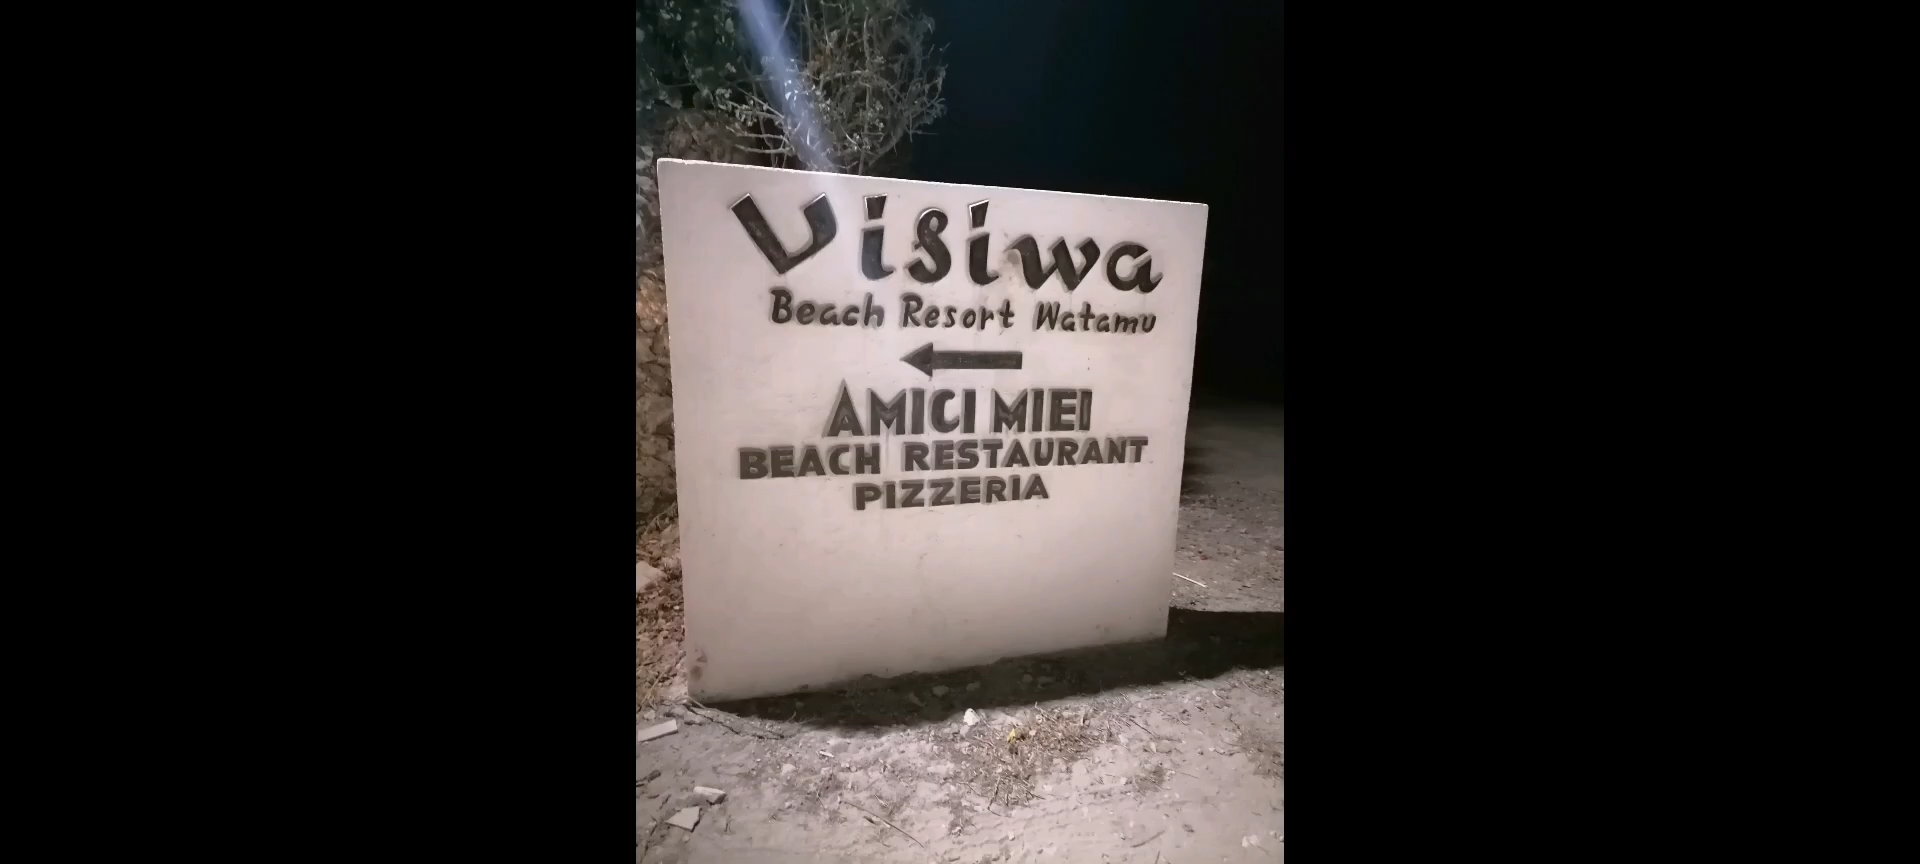 Visiwa
Beach Resort Watamu
AMICI MIEI
BEACH RESTAURANT
PIZZERIA